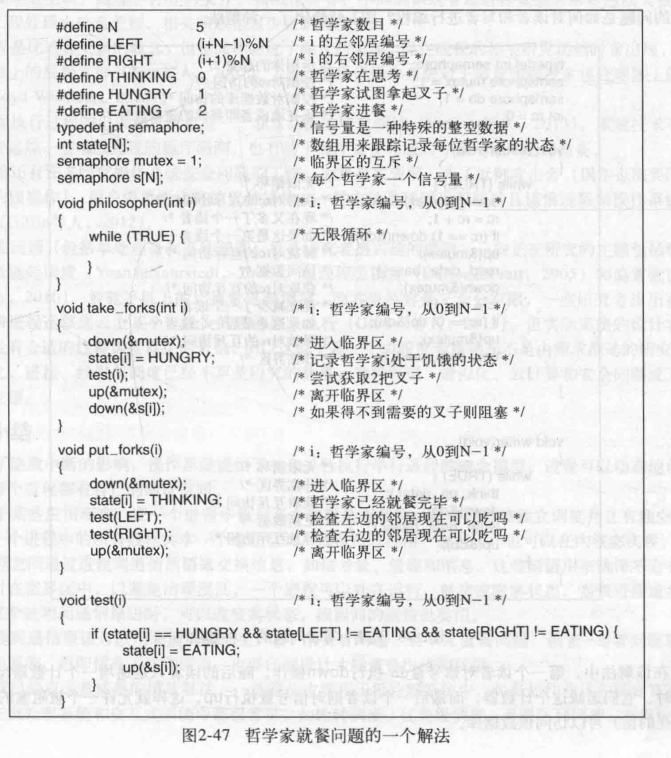 #define N 5 /* 哲学家数目 */
#define LEFT (i+N−1)%N /* i 的左邻居编号 */
#define RIGHT (i+1)%N /* i 的右邻居编号 */
#define THINKING 0 /* 哲学家在思考 */
#define HUNGRY 1 /* 哲学家试图拿起叉子 */
#define EATING 2 /* 哲学家进餐 */
typedef int semaphore; /* 信号量是一种特殊的整型数据 */
int state[N]; /* 数组用来跟踪记录每位哲学家的状态 */
semaphore mutex = 1; /* 临界区的互斥 */
semaphore s[N]; /* 每个哲学家一个信号量 */
void philosopher(int i) /* i：哲学家编号，从0到N−1 */
{
while (TRUE) { /* 无限循环 */
}
}
void take_forks(int i) /* i：哲学家编号，从0到N−1 */
{
down(&mutex); /* 进入临界区 */
state[i] = HUNGRY; /* 记录哲学家i处于饥饿的状态 */
test(i); /* 尝试获取2把叉子 */
up(&mutex); /* 离开临界区 */
down(&s[i]); /* 如果得不到需要的叉子则阻塞 */
}
void put_forks(i) /* i：哲学家编号，从0到N−1 */
{
down(&mutex); /* 进入临界区 */
state[i] = THINKING; /* 哲学家已经就餐完毕 */
test(LEFT); /* 检查左边的邻居现在可以吃吗 */
test(RIGHT); /* 检查右边的邻居现在可以吃吗 */
up(&mutex); /* 离开临界区 */
}
void test(i) /* i：哲学家编号，从0到N−1 */
{
if (state[i] == HUNGRY && state[LEFT] != EATING && state[RIGHT] != EATING) {
state[i] = EATING;
up(&s[i]);
}
}
图2-47 哲学家就餐问题的一个解法